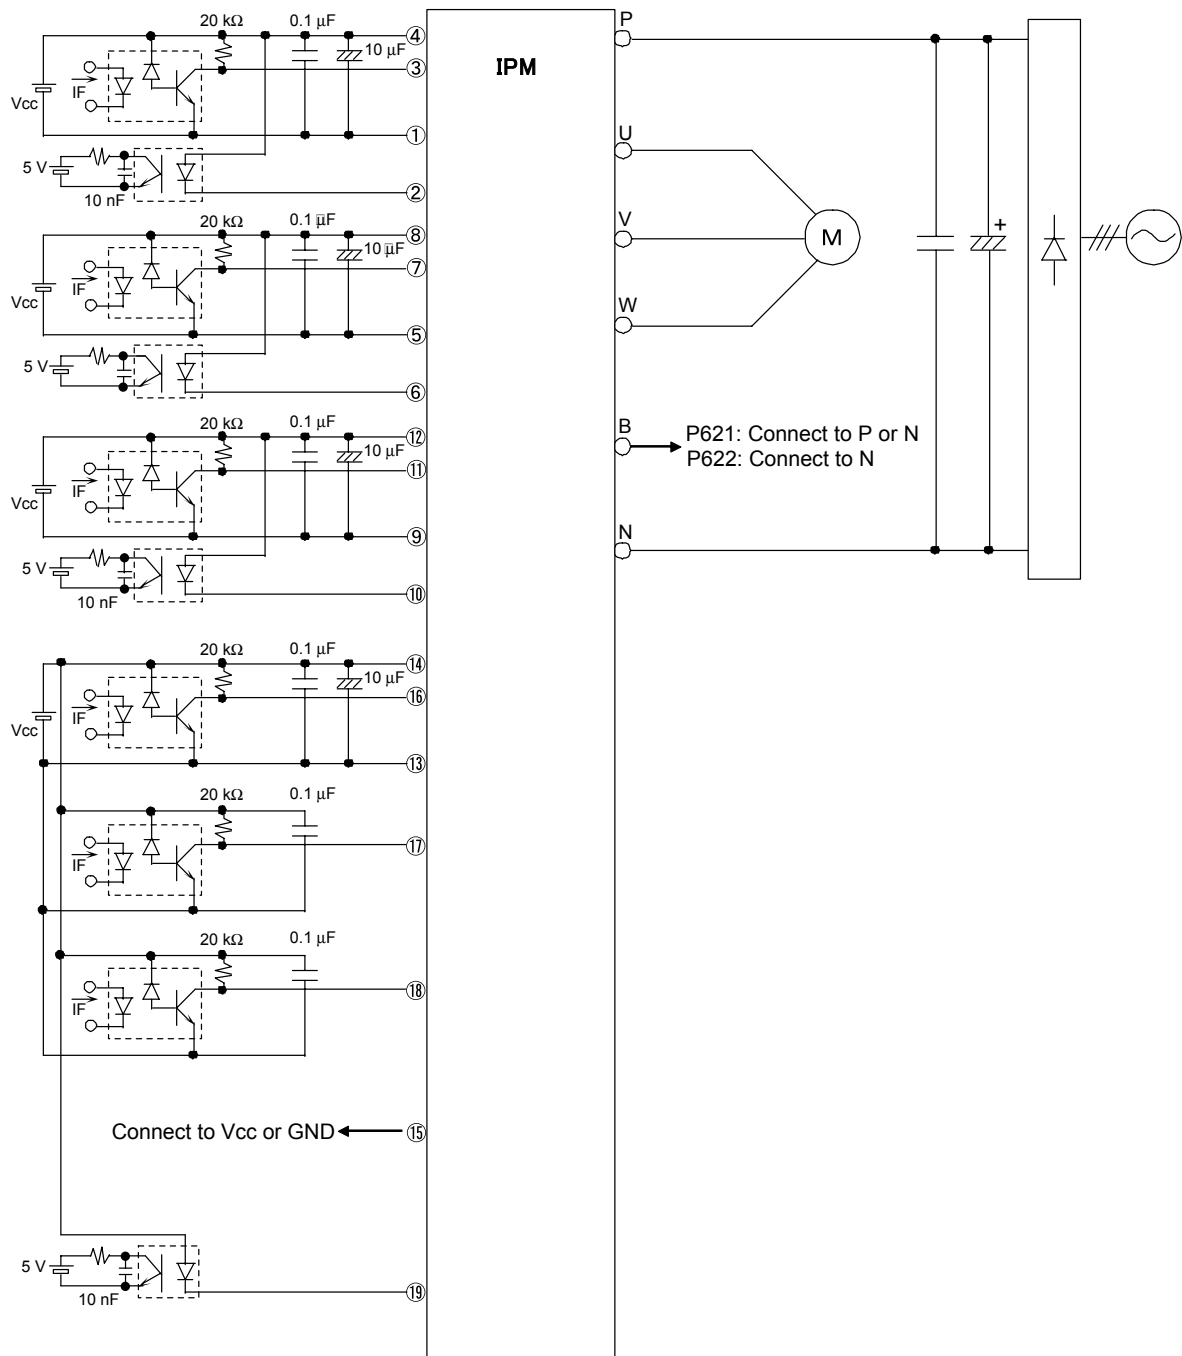 20 kΩ
0.1 µF
④
10 µF
③
IF
Vcc
①
5 V
10 nF
②
20 kΩ
0.1 µF
⑧
10 µF
⑦
IF
Vcc
⑤
5 V
⑥
20 kΩ
0.1 µF
⑫
10 µF
⑪
IF
Vcc
⑨
5 V
10 nF
⑩
20 kΩ
0.1 µF
⑭
10 µF
⑯
IF
Vcc
⑬
20 kΩ
0.1 µF
⑰
IF
20 kΩ
0.1 µF
⑱
IF
Connect to Vcc or GND
⑮
5 V
10 nF
⑲
IPM
P
U
V
W
B
N
M
+
P621: Connect to P or N
P622: Connect to N